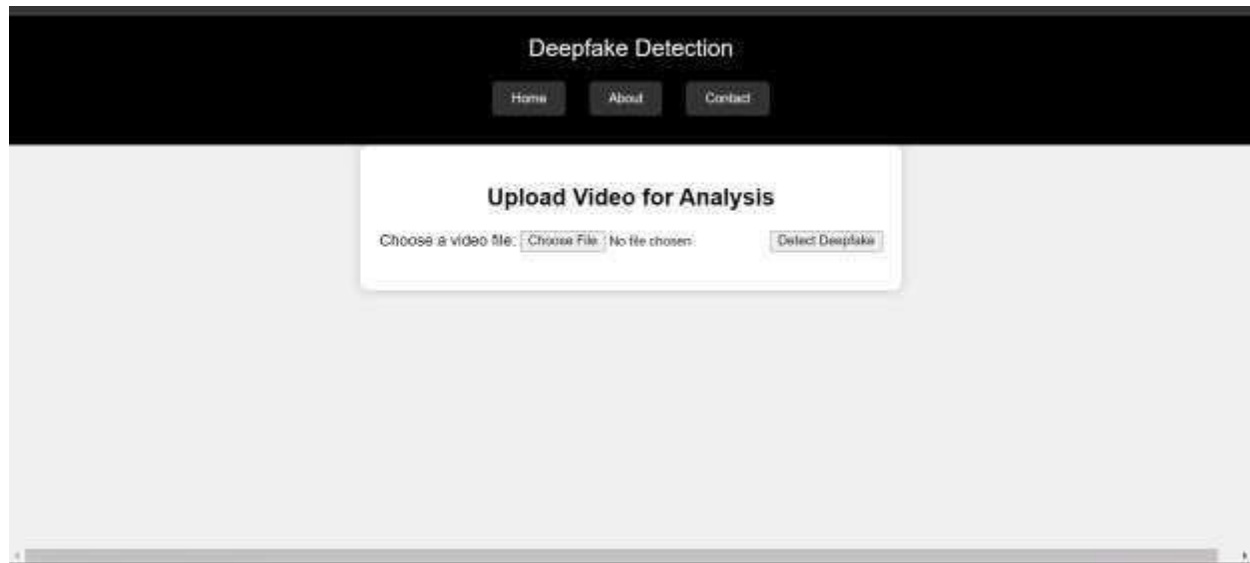 Deepfake Detection
Home About Contact
Upload Video for Analysis
Choose a video file: Choose File No file chosen Detect Deepfake